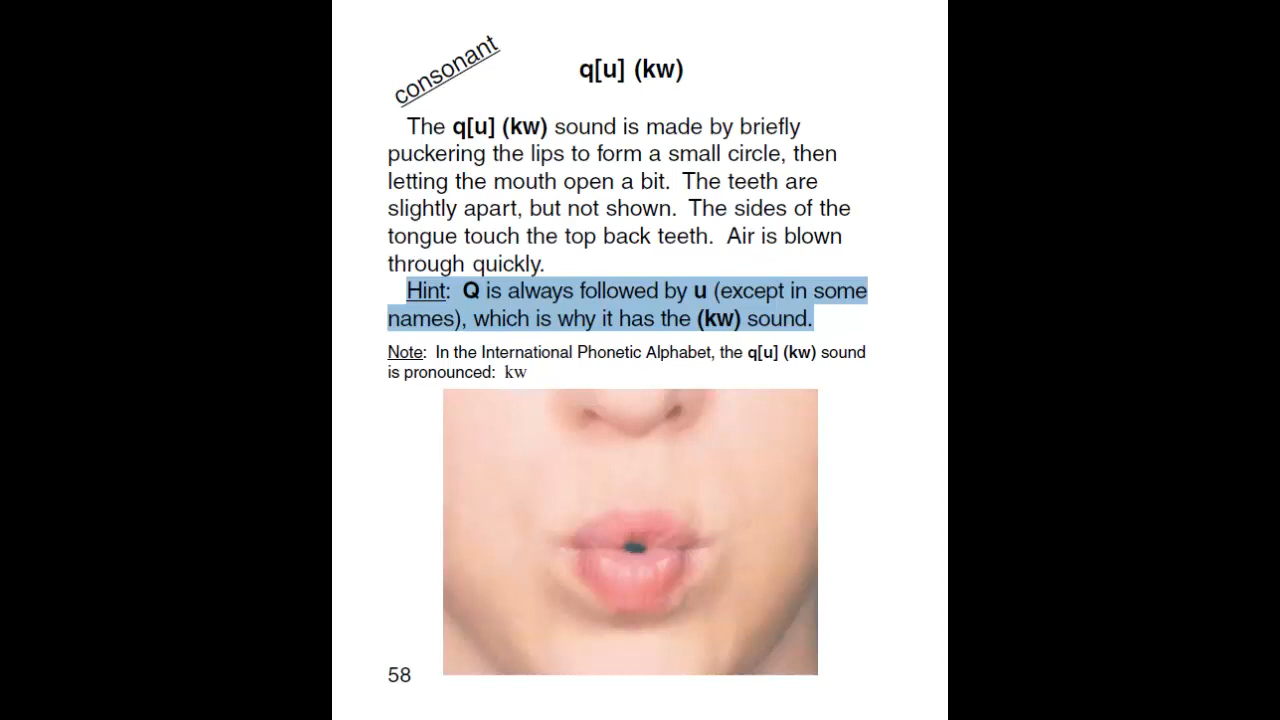 consonant
q[u] (kw)
The q[u] (kw) sound is made by briefly
puckering the lips to form a small circle, then
letting the mouth open a bit. The teeth are
slightly apart, but not shown. The sides of the
tongue touch the top back teeth. Air is blown
through quickly.
Hint: Q is always followed by u (except in some
names), which is why it has the (kw) sound.
Note: In the International Phonetic Alphabet, the q[u] (kw) sound
is pronounced: kw
58